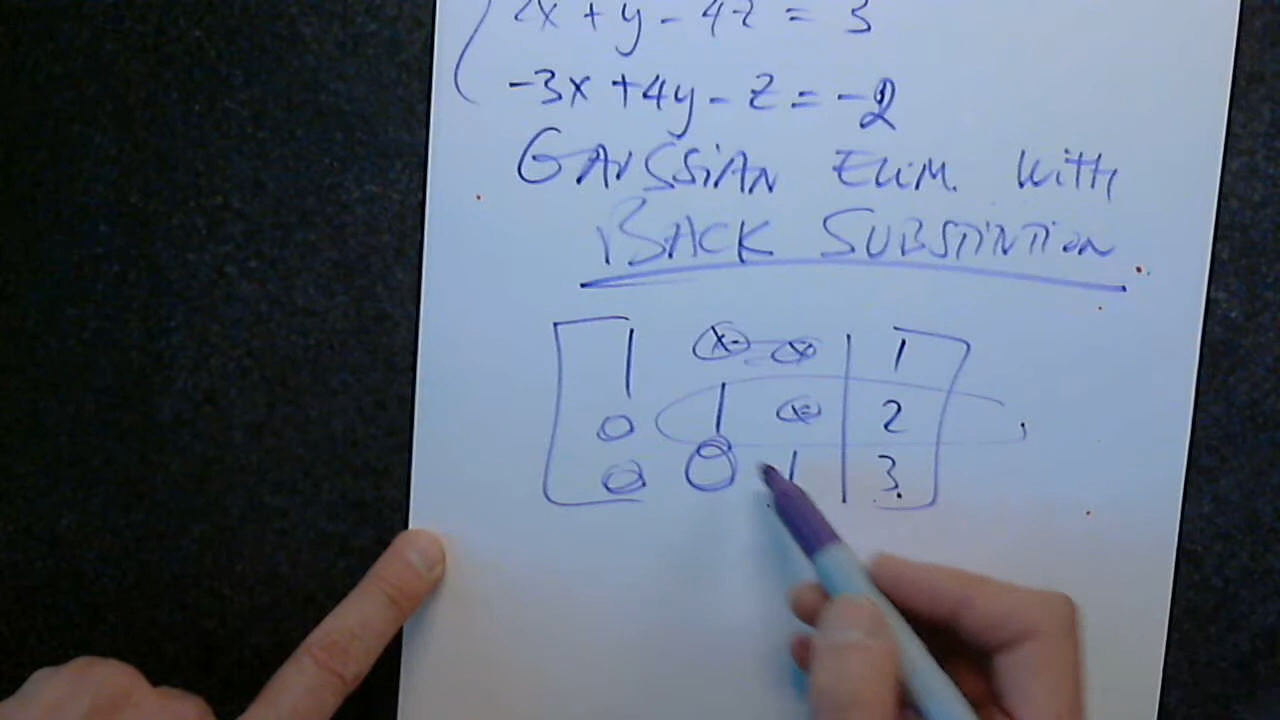 2x + y - 4z = 3
-3x + 4y - z = -2
GAUSSIAN ELIM. With
BACK SUBSTINTION
1 x x | 1
0 1 x | 2
0 0 1 | 3